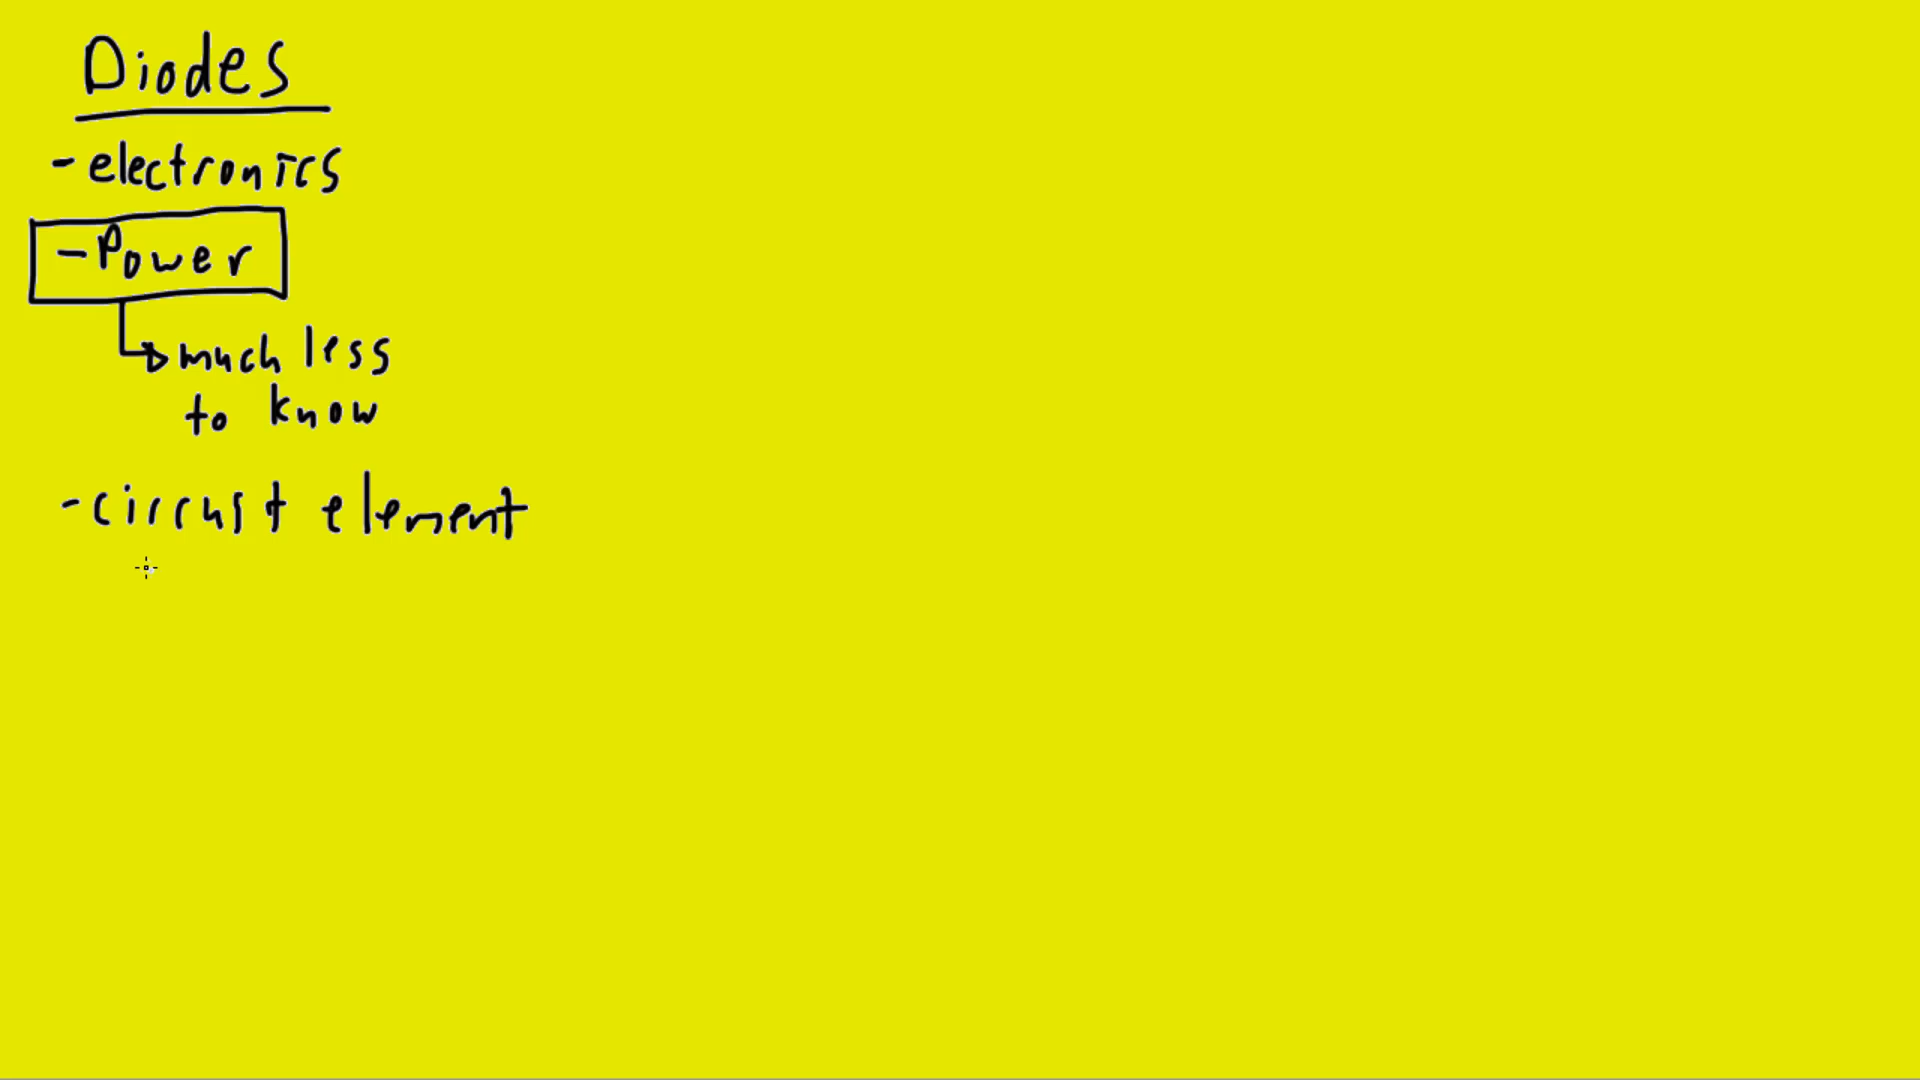 Diodes
- electronics
- Power
much less
to know
- circuit element